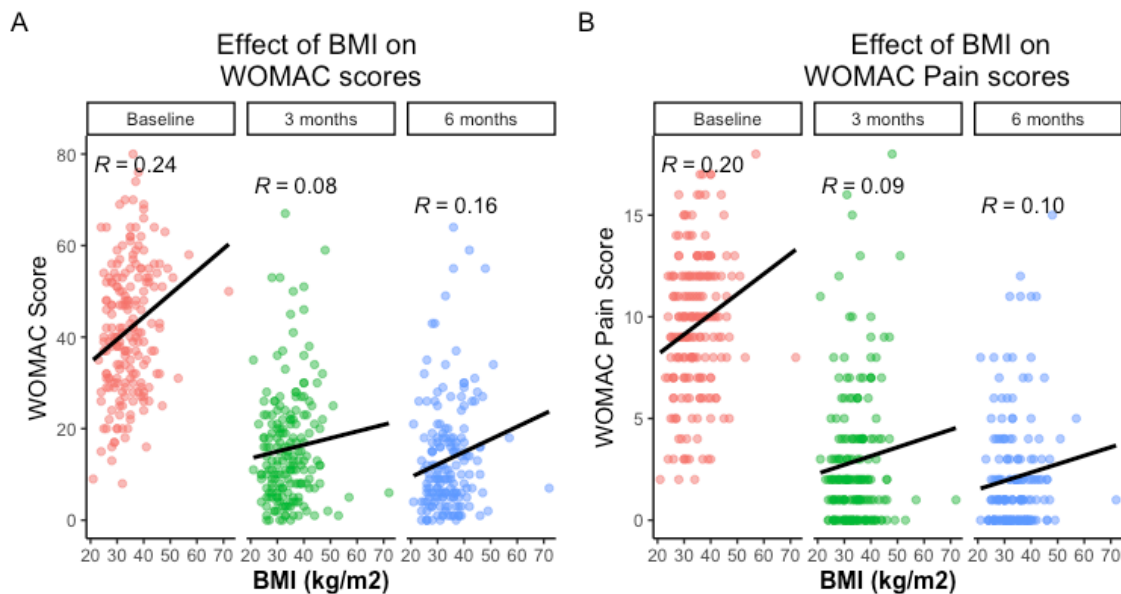 A
Effect of BMI on
WOMAC scores
Baseline
3 months
6 months
R = 0.24
R = 0.08
R = 0.16
WOMAC Score
80
60
40
20
0
20 30 40 50 60 70
20 30 40 50 60 70
20 30 40 50 60 70
BMI (kg/m2)
B
Effect of BMI on
WOMAC Pain scores
Baseline
3 months
6 months
R = 0.20
R = 0.09
R = 0.10
WOMAC Pain Score
15
10
5
0
20 30 40 50 60 70
20 30 40 50 60 70
20 30 40 50 60 70
BMI (kg/m2)